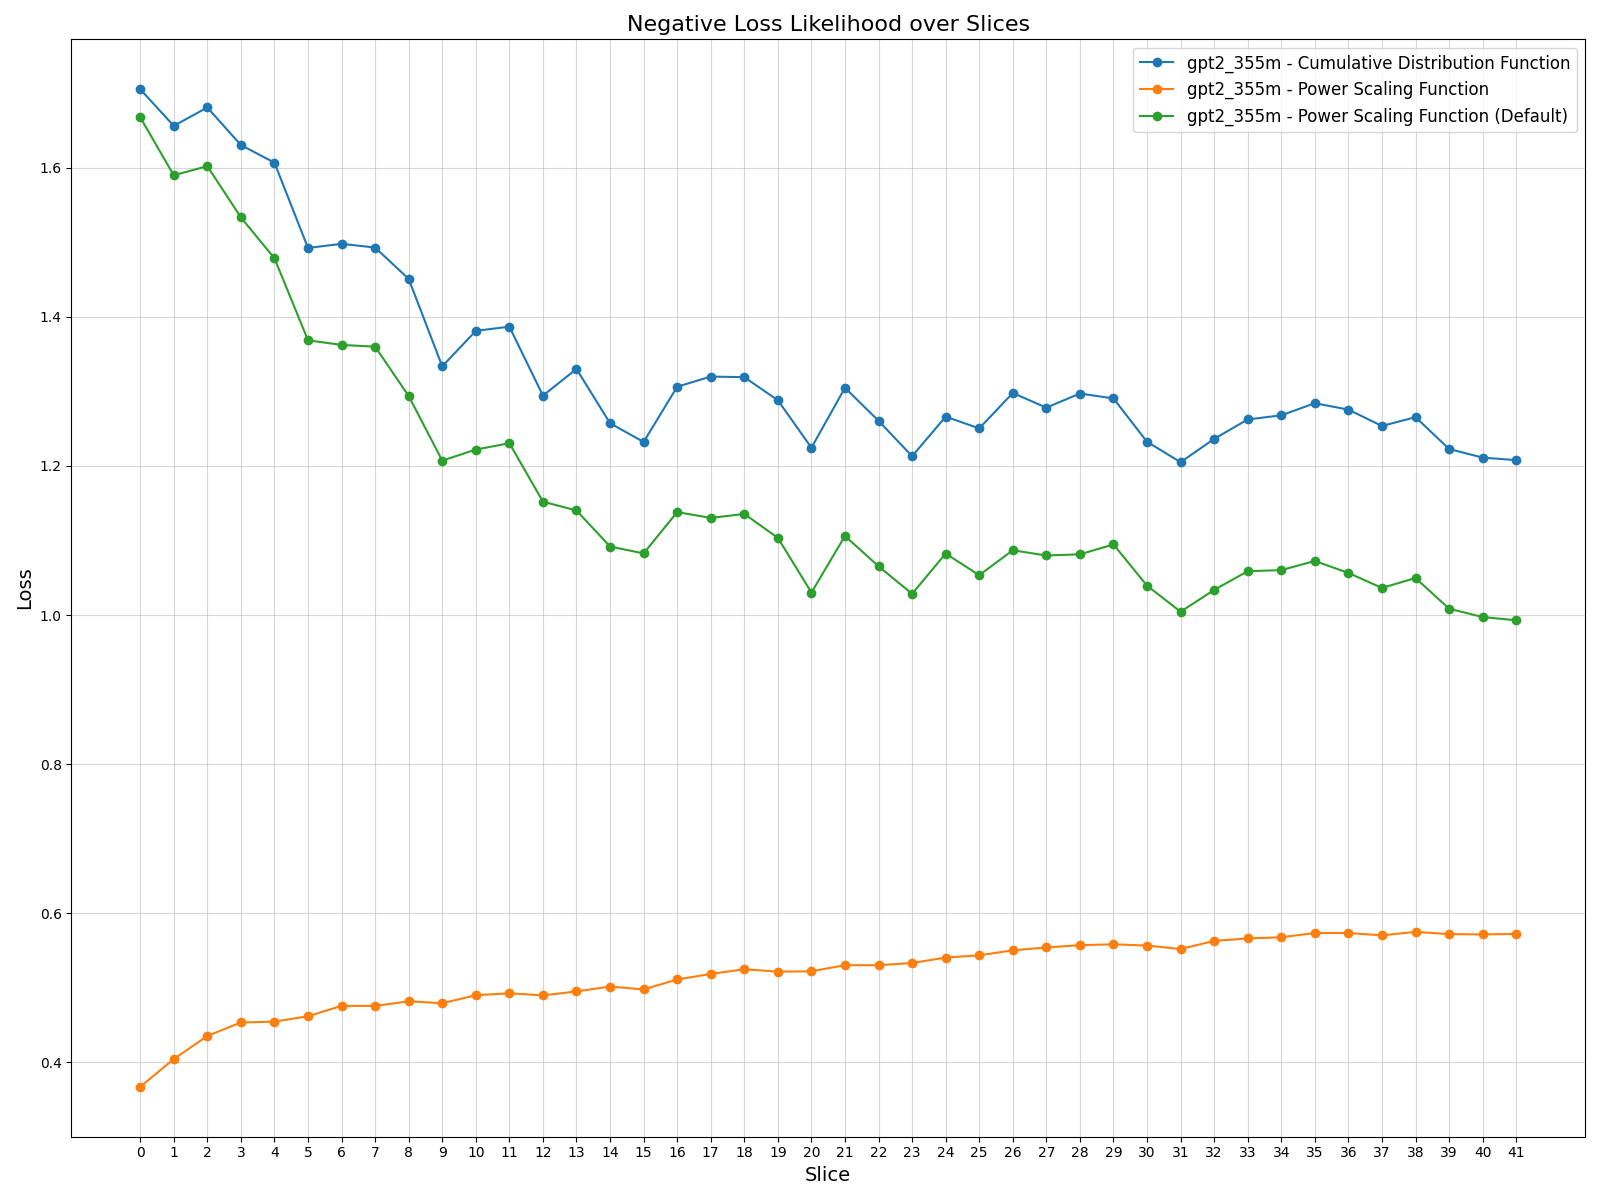 Negative Loss Likelihood over Slices
gpt2_355m - Cumulative Distribution Function
gpt2_355m - Power Scaling Function
gpt2_355m - Power Scaling Function (Default)
Loss
1.6
1.4
1.2
1.0
0.8
0.6
0.4
0 1 2 3 4 5 6 7 8 9 10 11 12 13 14 15 16 17 18 19 20 21 22 23 24 25 26 27 28 29 30 31 32 33 34 35 36 37 38 39 40 41
Slice